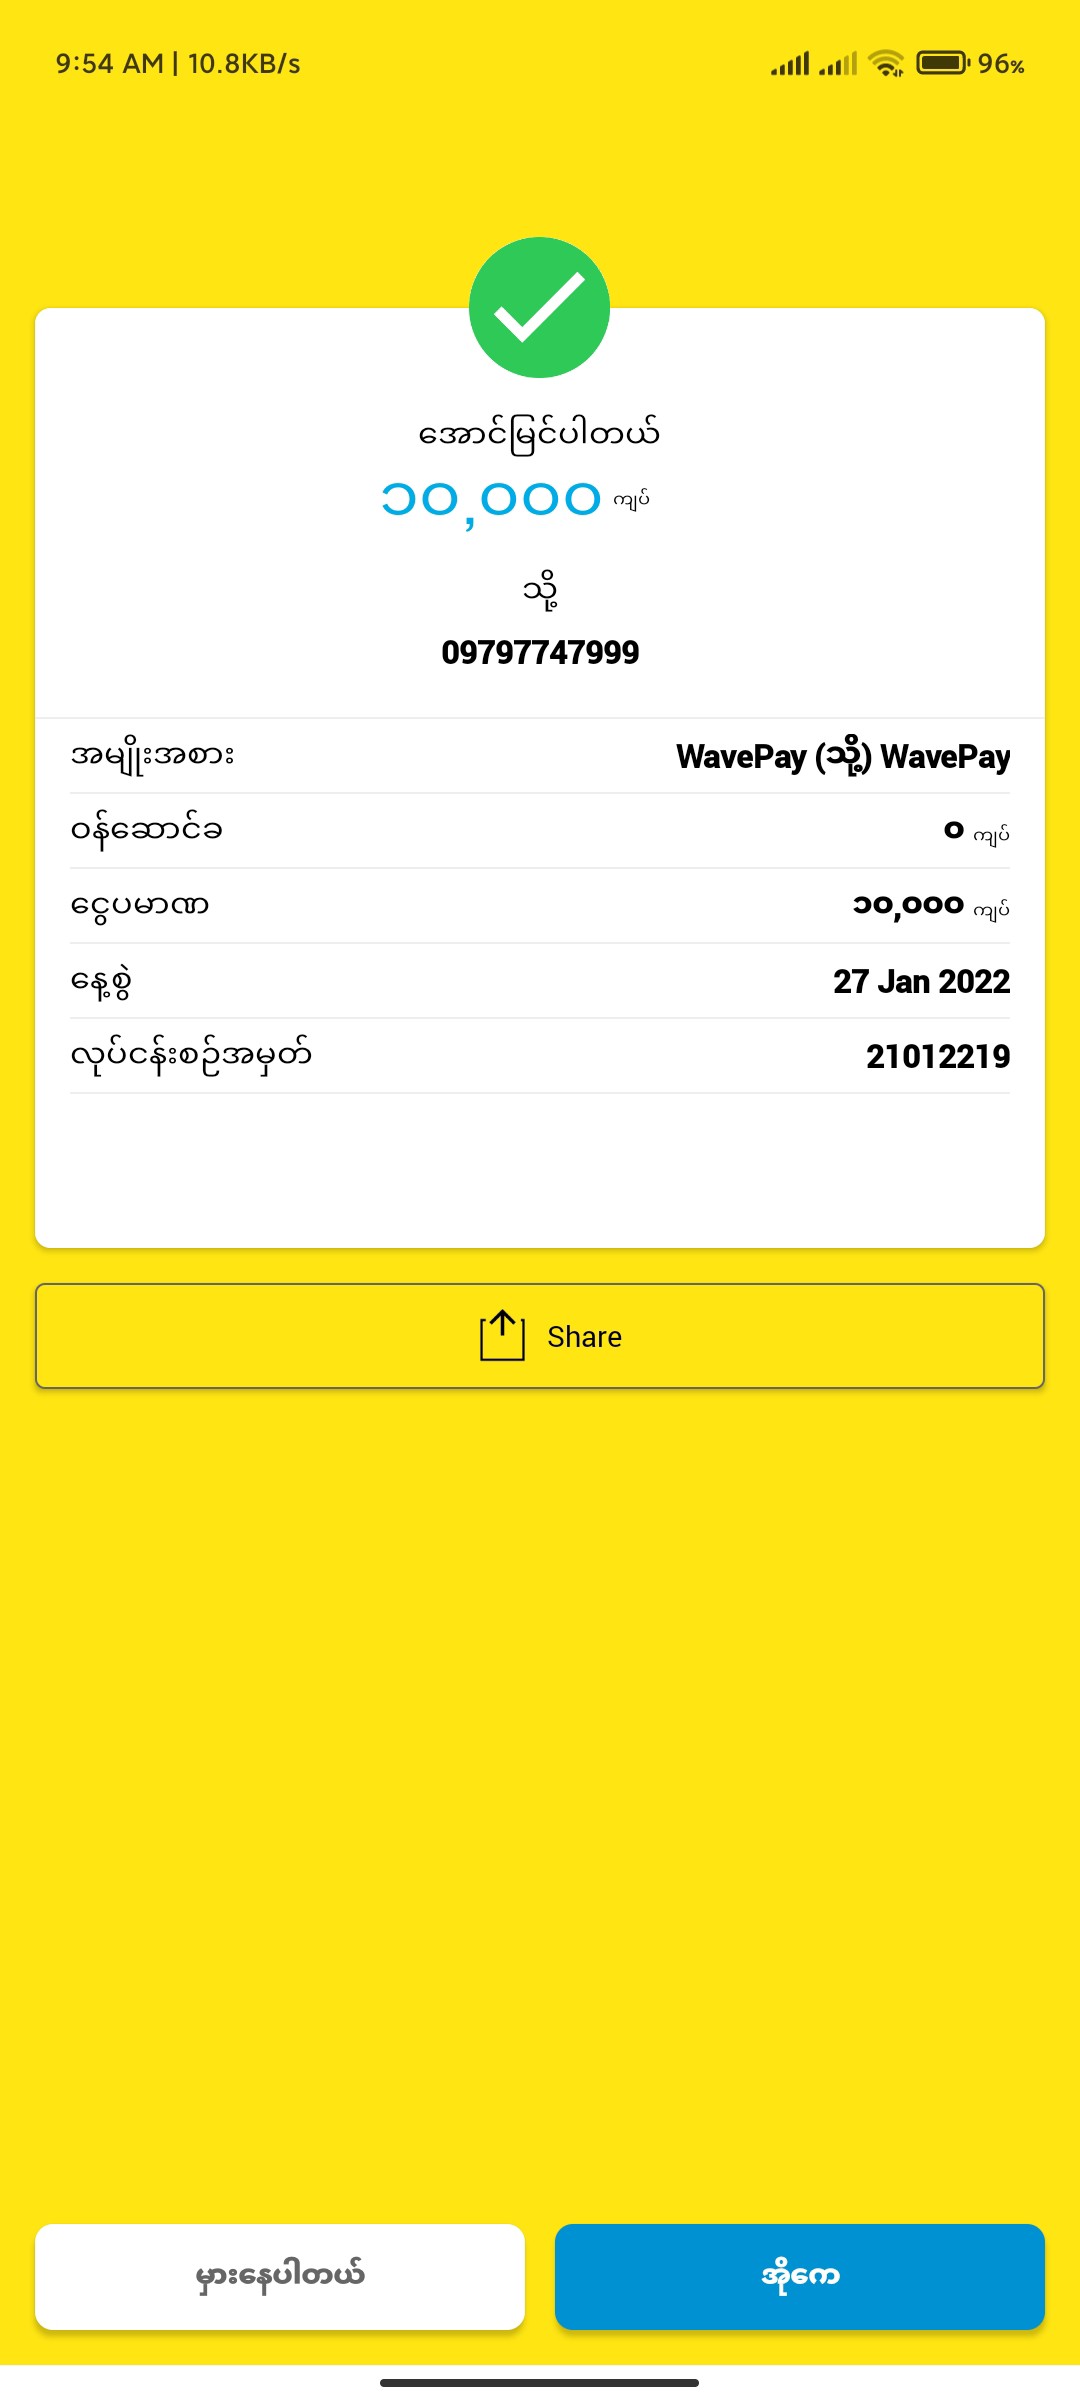 9:54 AM | 10.8KB/s 96%
အောင်မြင်ပါတယ်
၁၀,၀၀၀ ကျပ်
သို့
09797747999
အမျိုးအစား WavePay (သို့) WavePay
ဝန်ဆောင်ခ ၀ ကျပ်
ငွေပမာဏ ၁၀,၀၀၀ ကျပ်
နေ့စွဲ 27 Jan 2022
လုပ်ငန်းစဉ်အမှတ် 21012219
Share
မှားနေပါတယ် အိုကေ